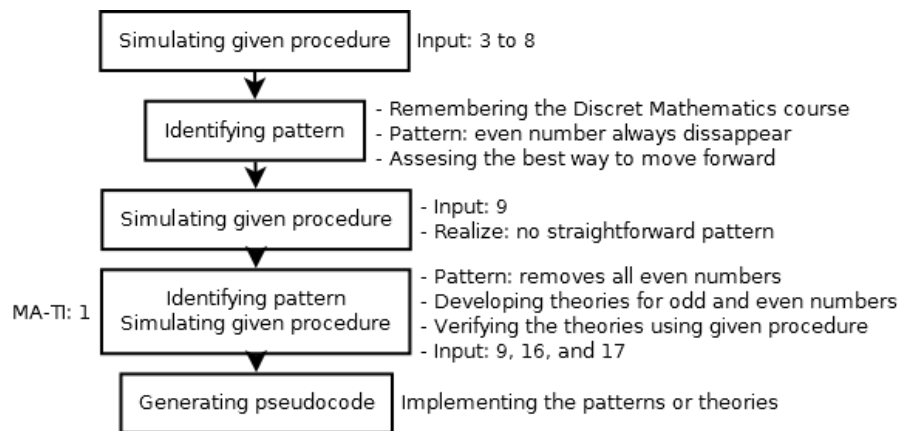 Simulating given procedure Input: 3 to 8
Identifying pattern
- Remembering the Discret Mathematics course
- Pattern: even number always dissappear
- Assesing the best way to move forward
Simulating given procedure
- Input: 9
- Realize: no straightforward pattern
MA-TI: 1
Identifying pattern
Simulating given procedure
- Pattern: removes all even numbers
- Developing theories for odd and even numbers
- Verifying the theories using given procedure
- Input: 9, 16, and 17
Generating pseudocode Implementing the patterns or theories